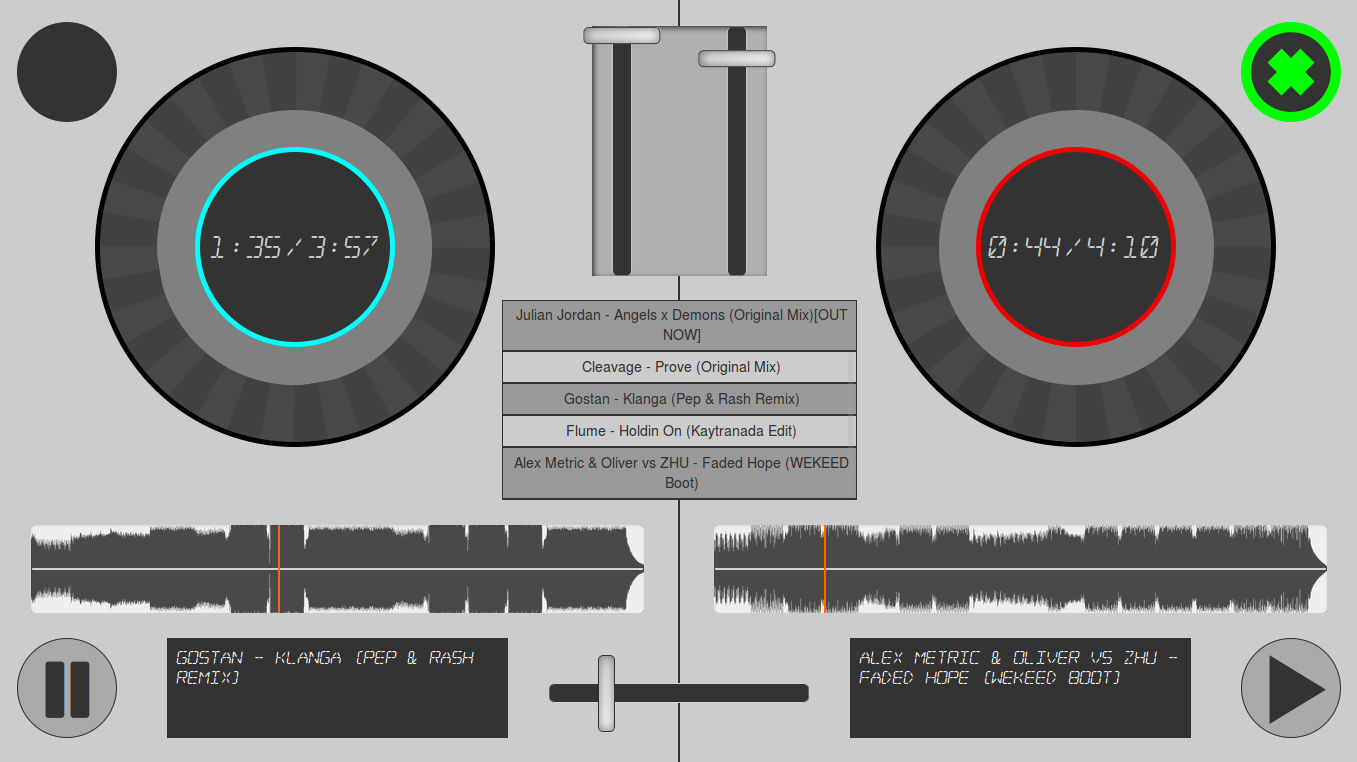 1:35/3:57
0:44/4:10
Julian Jordan - Angels x Demons (Original Mix)[OUT
NOW]
Cleavage - Prove (Original Mix)
Gostan - Klanga (Pep & Rash Remix)
Flume - Holdin On (Kaytranada Edit)
Alex Metric & Oliver vs ZHU - Faded Hope (WEKEED
Boot)
GOSTAN - KLANGA (PEP & RASH
REMIX)
ALEX METRIC & OLIVER VS ZHU -
FADED HOPE (WEKEED BOOT)